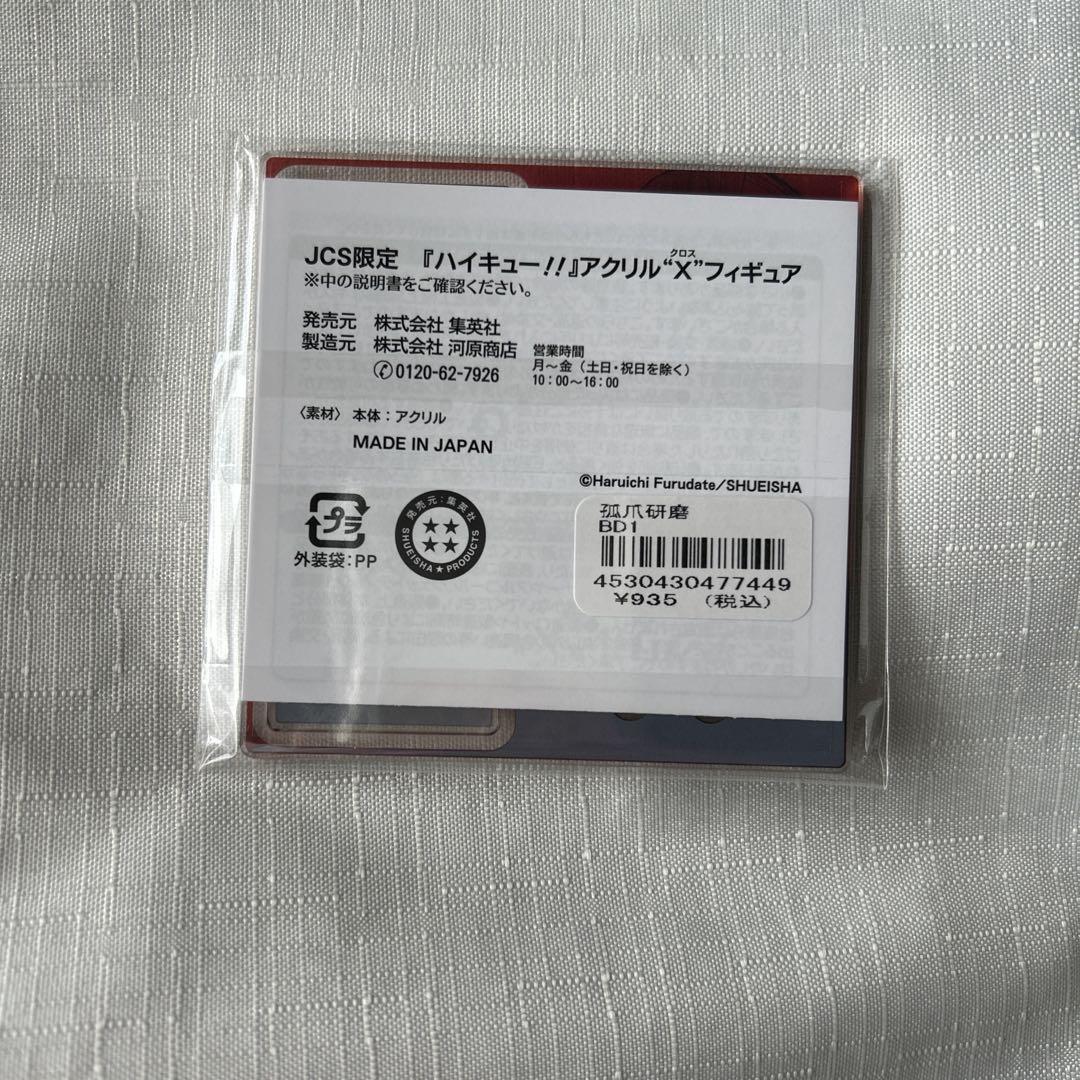 JCS限定 『ハイキュー!!』アクリル“X”フィギュア
クロス
※中の説明書をご確認ください。
発売元 株式会社 集英社
製造元 株式会社 河原商店
✆0120-62-7926
営業時間
月～金(土日・祝日を除く)
10：00～16：00
〈素材〉 本体：アクリル
MADE IN JAPAN
©Haruichi Furudate/SHUEISHA
プラ
外装袋：PP
発売元：集英社
SHUEISHA★PRODUCTS
孤爪研磨
BD1
4530430477449
¥935 (税込)